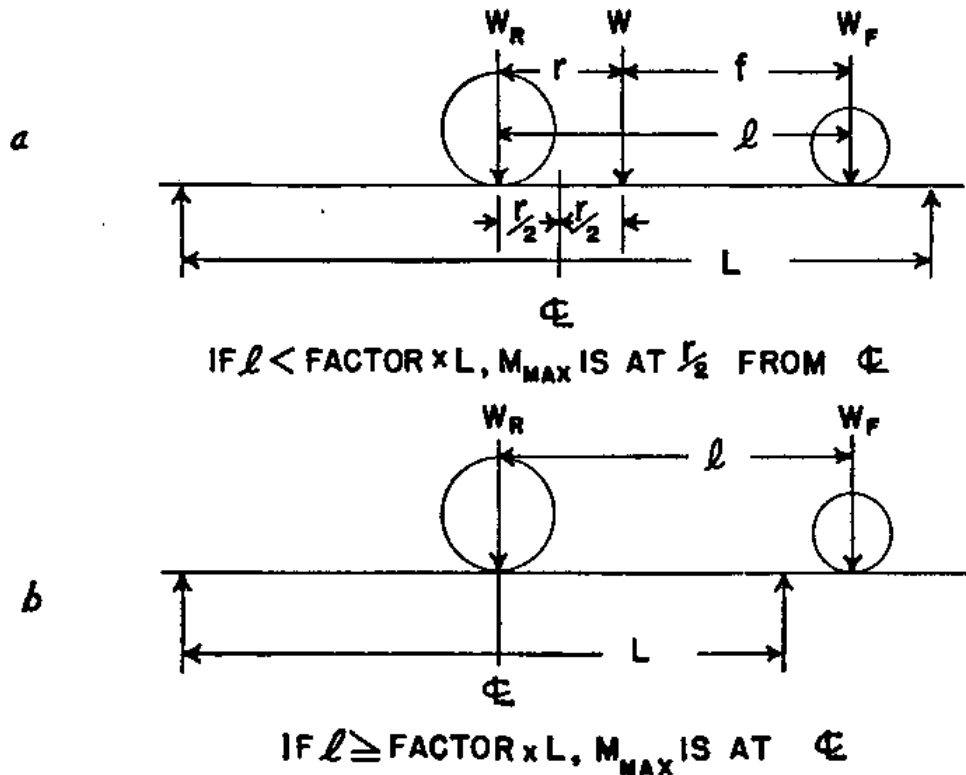 W_R W W_F
r f
a
ℓ
r/2 r/2
L
℄
IF ℓ < FACTOR × L, M_MAX IS AT r/2 FROM ℄
W_R W_F
ℓ
b
L
℄
IF ℓ ≧ FACTOR × L, M_MAX IS AT ℄